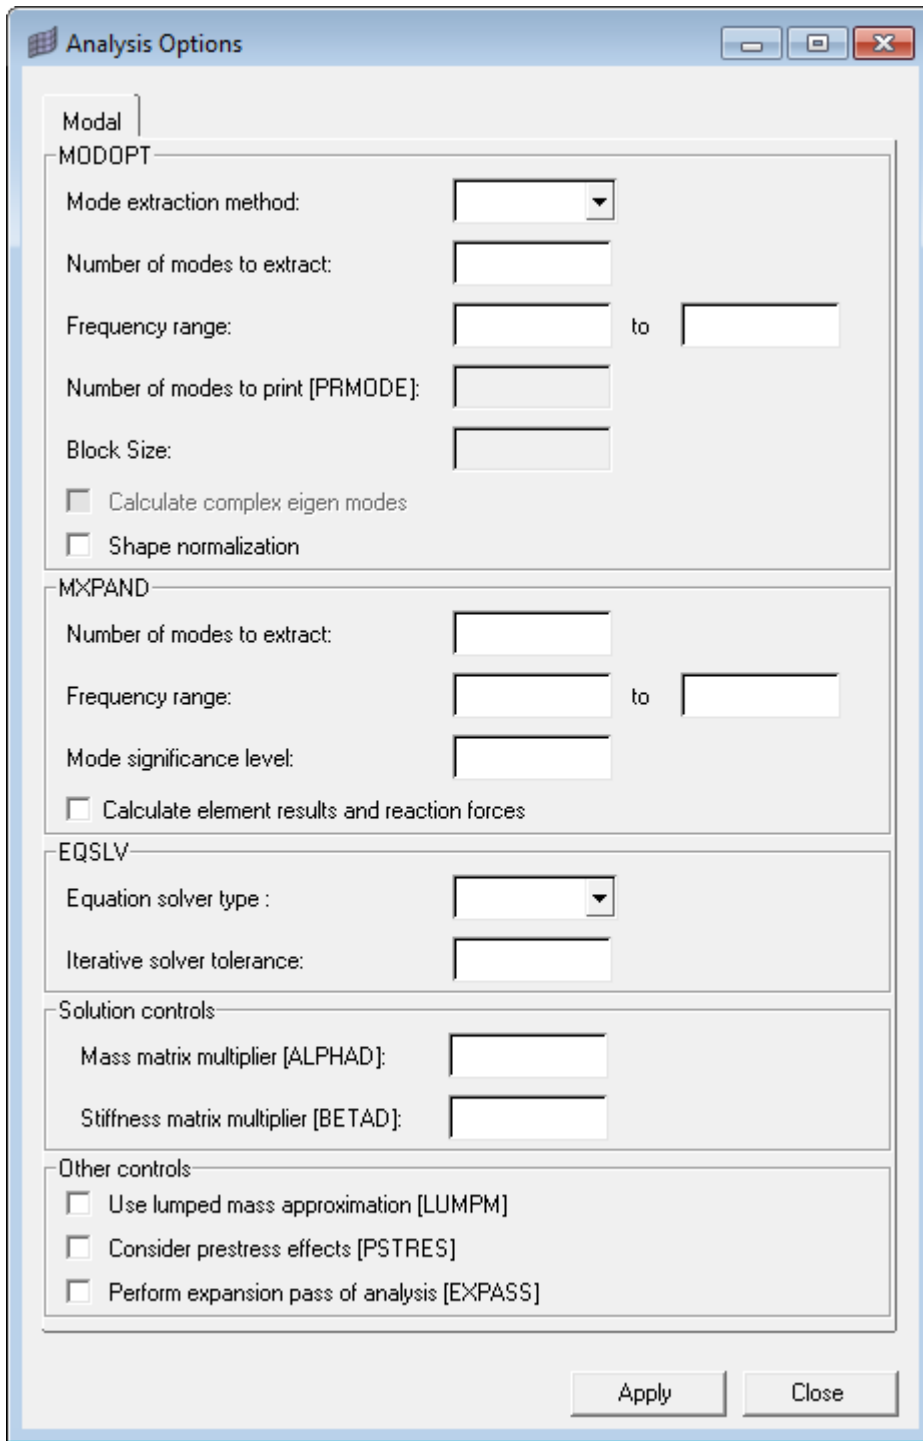 Analysis Options
Modal
MODOPT
Mode extraction method:
Number of modes to extract:
Frequency range: to
Number of modes to print [PRMODE]:
Block Size:
Calculate complex eigen modes
Shape normalization
MXPAND
Number of modes to extract:
Frequency range: to
Mode significance level:
Calculate element results and reaction forces
EQSLV
Equation solver type :
Iterative solver tolerance:
Solution controls
Mass matrix multiplier [ALPHAD]:
Stiffness matrix multiplier [BETAD]:
Other controls
Use lumped mass approximation [LUMPM]
Consider prestress effects [PSTRES]
Perform expansion pass of analysis [EXPASS]
Apply Close